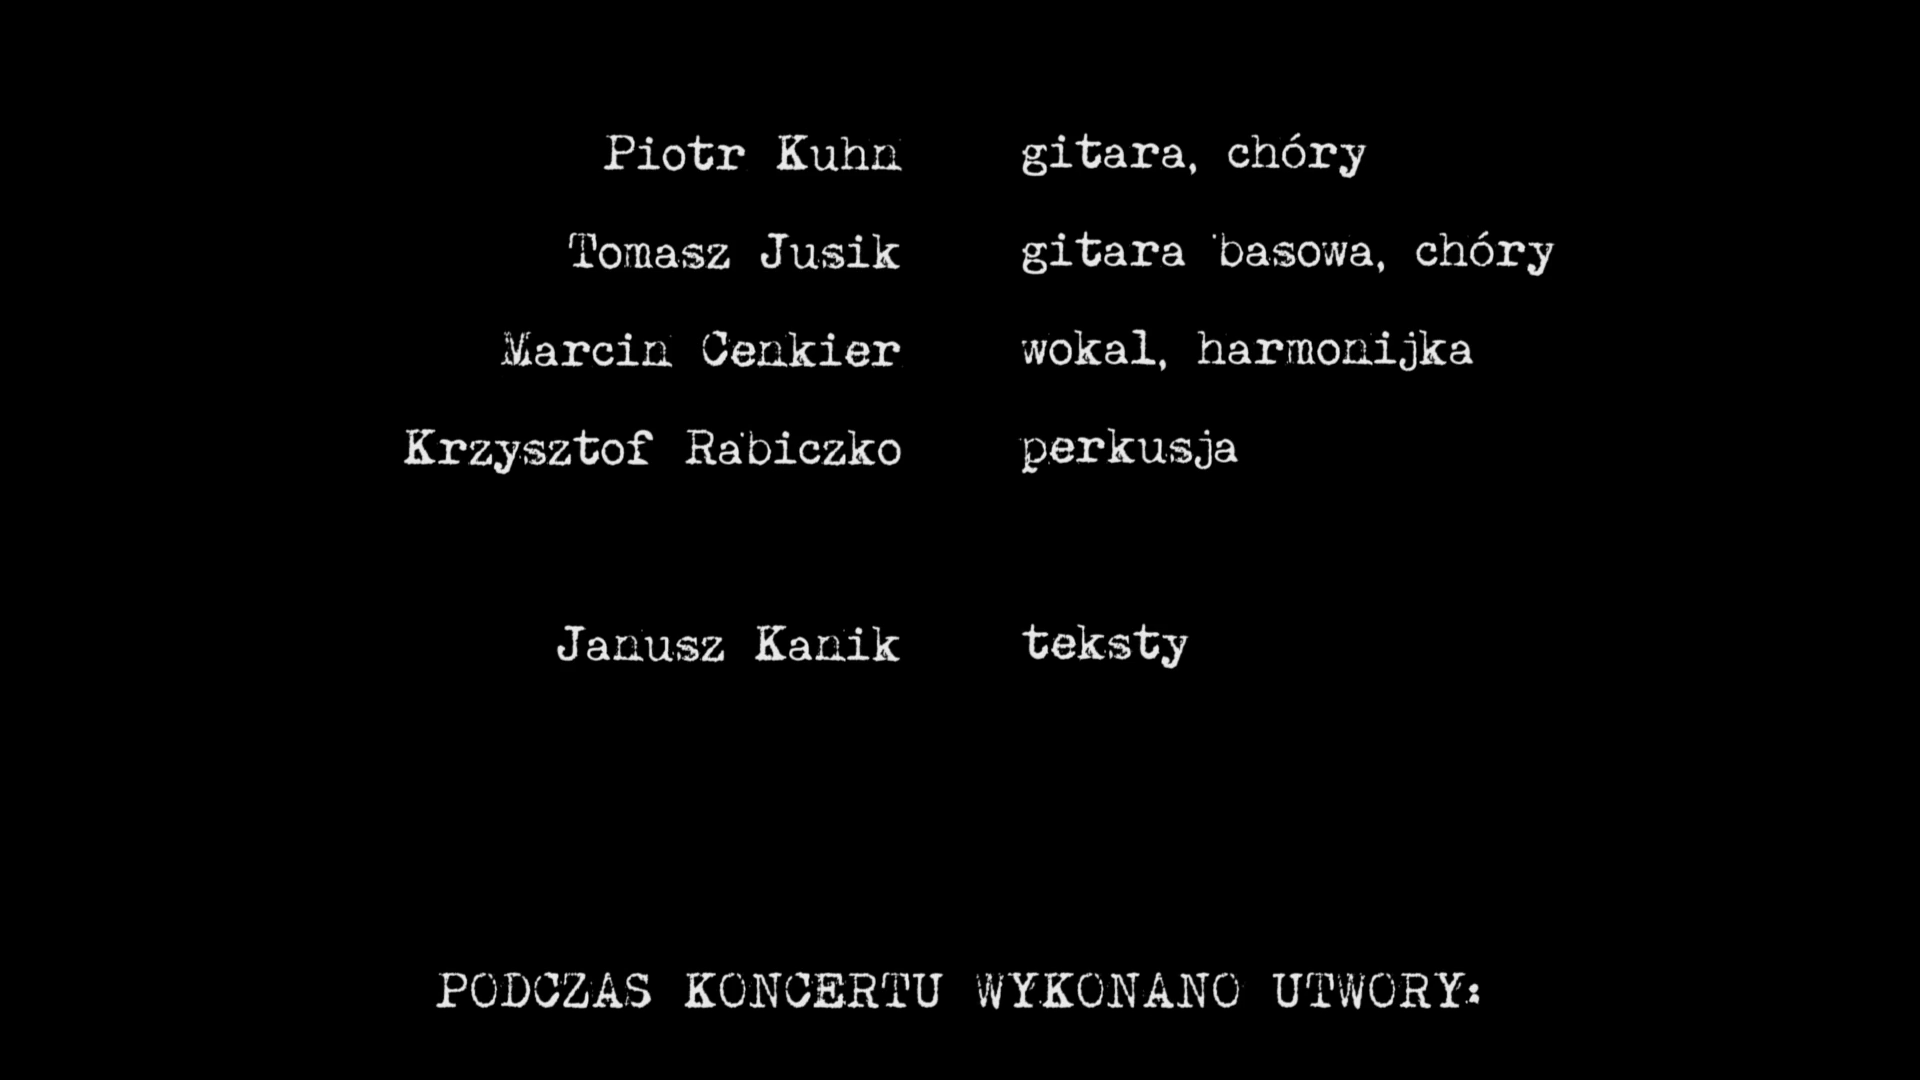 Piotr Kuhn gitara, chóry
Tomasz Jusik gitara basowa, chóry
Marcin Cenkier wokal, harmonijka
Krzysztof Rabiczko perkusja
Janusz Kanik teksty
PODCZAS KONCERTU WYKONANO UTWORY: